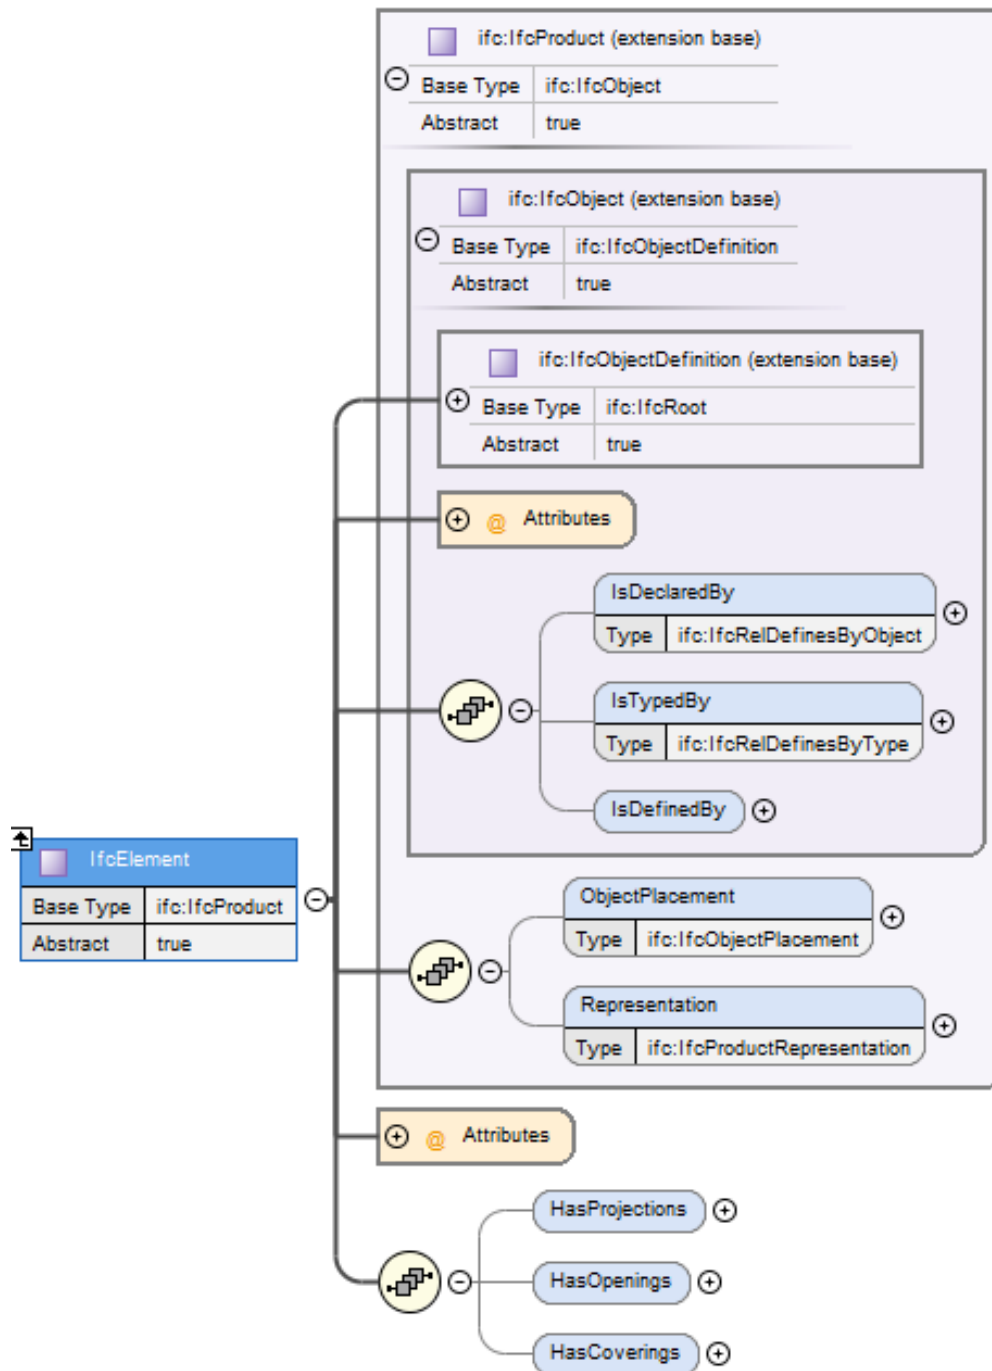 ifc:IfcProduct (extension base)
Base Type ifc:IfcObject
Abstract true
ifc:IfcObject (extension base)
Base Type ifc:IfcObjectDefinition
Abstract true
ifc:IfcObjectDefinition (extension base)
Base Type ifc:IfcRoot
Abstract true
@ Attributes
IsDeclaredBy
Type ifc:IfcRelDefinesByObject
IsTypedBy
Type ifc:IfcRelDefinesByType
IsDefinedBy
IfcElement
Base Type ifc:IfcProduct
Abstract true
ObjectPlacement
Type ifc:IfcObjectPlacement
Representation
Type ifc:IfcProductRepresentation
@ Attributes
HasProjections
HasOpenings
HasCoverings